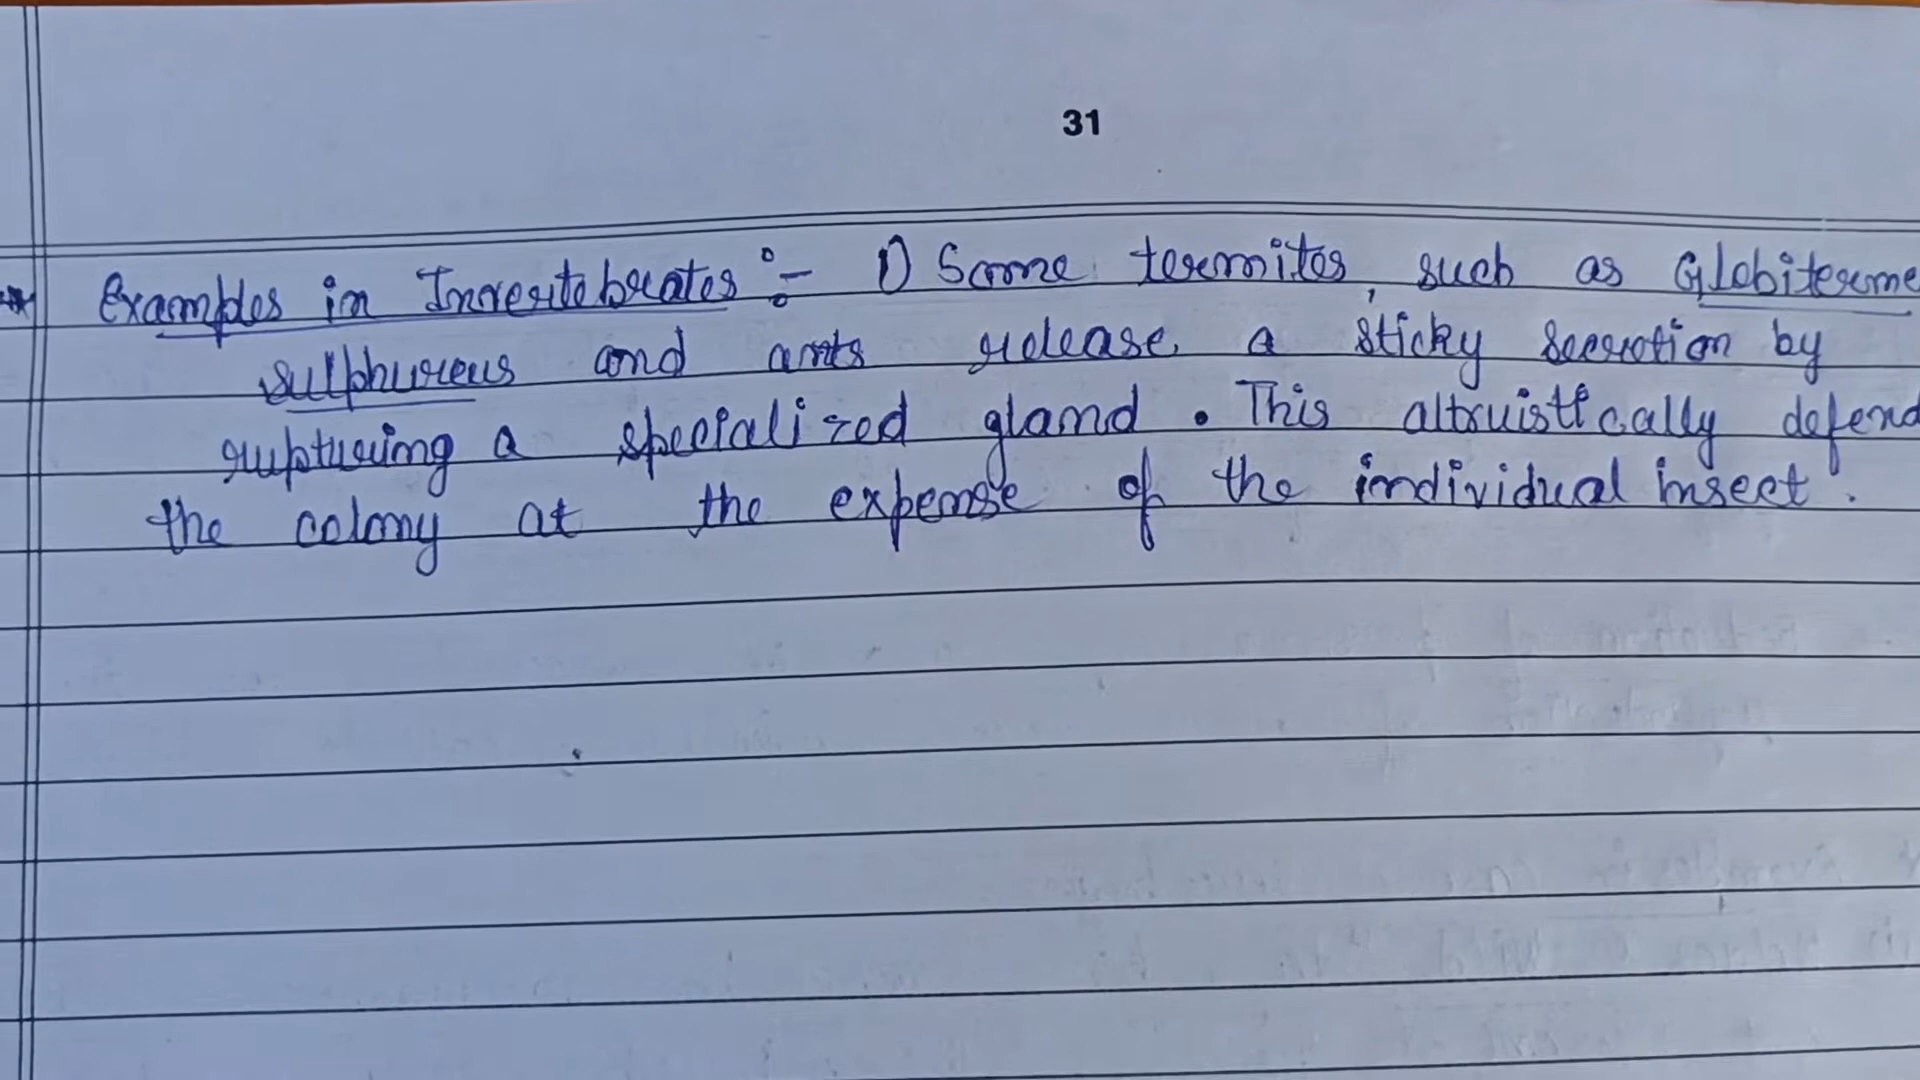 31
Examples in Invertebrates :- 1) Some termites, such as Globiterme
sulphureus and ants release a sticky secretion by
rupturing a specialized gland. This altruistically defend
the colony at the expense of the individual insect.